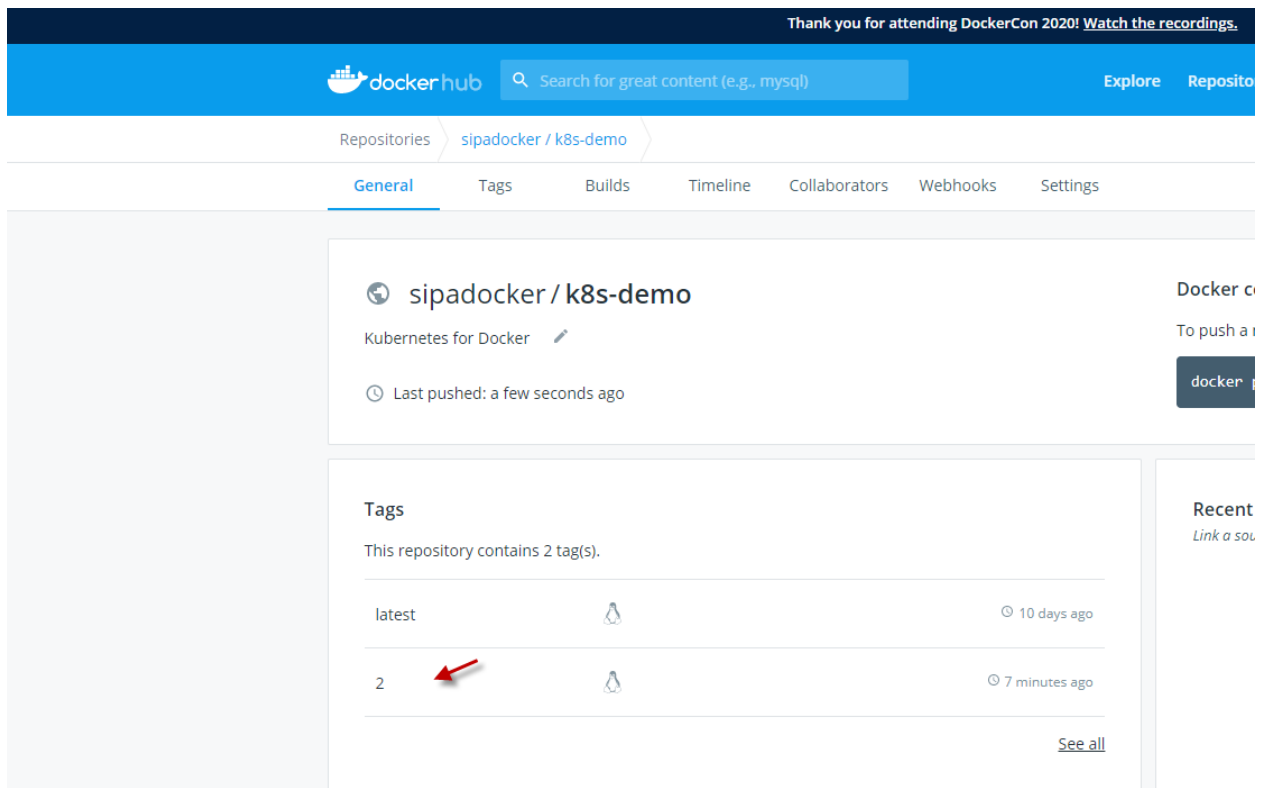 Thank you for attending DockerCon 2020! Watch the recordings.
dockerhub
Search for great content (e.g., mysql)
Explore
Repositories
sipadocker / k8s-demo
General
Tags
Builds
Timeline
Collaborators
Webhooks
Settings
sipadocker / k8s-demo
Docker
Kubernetes for Docker
To push a
Last pushed: a few seconds ago
docker
Tags
Recent
This repository contains 2 tag(s).
Link a
latest
10 days ago
2
7 minutes ago
See all